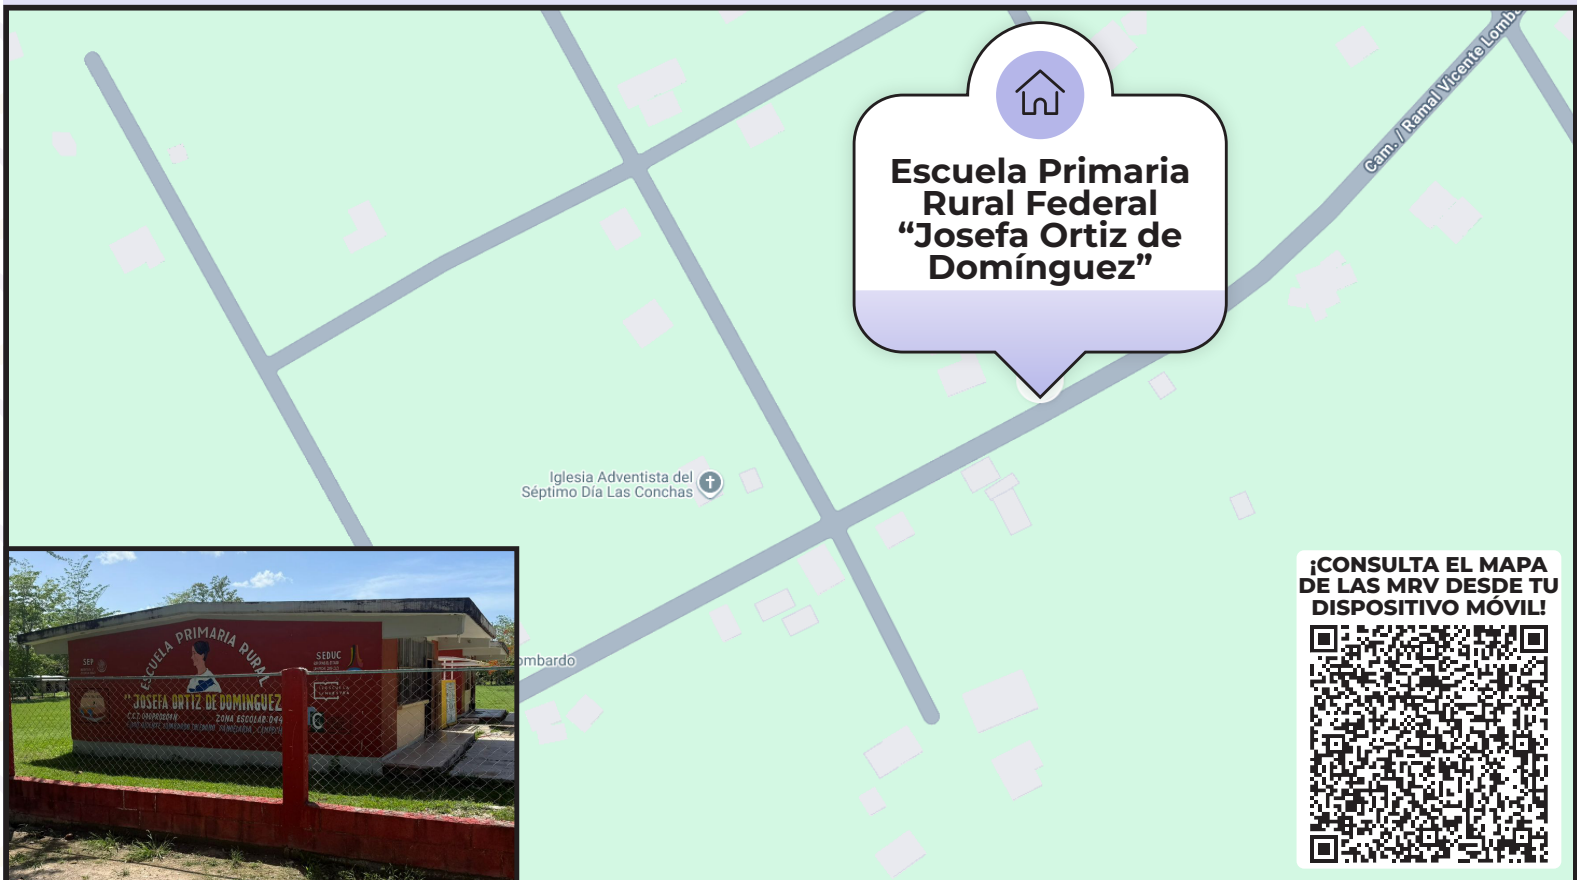 Cam. / Ramal Vicente Lomba
Escuela Primaria
Rural Federal
“Josefa Ortiz de
Domínguez”
Iglesia Adventista del
Séptimo Día Las Conchas
ombardo
ESCUELA PRIMARIA RURAL
SEP
SEDUC
"JOSEFA ORTIZ DE DOMINGUEZ
ZONA ESCOLAR 044
¡CONSULTA EL MAPA
DE LAS MRV DESDE TU
DISPOSITIVO MÓVIL!